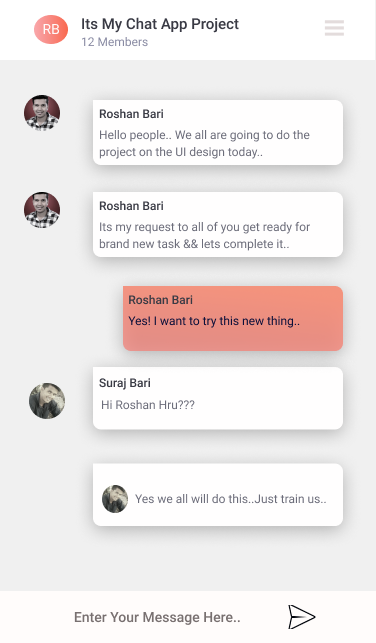 RB
Its My Chat App Project
12 Members
Roshan Bari
Hello people.. We all are going to do the
project on the UI design today..
Roshan Bari
Its my request to all of you get ready for
brand new task && lets complete it..
Roshan Bari
Yes! I want to try this new thing..
Suraj Bari
Hi Roshan Hru???
Yes we all will do this..Just train us..
Enter Your Message Here..